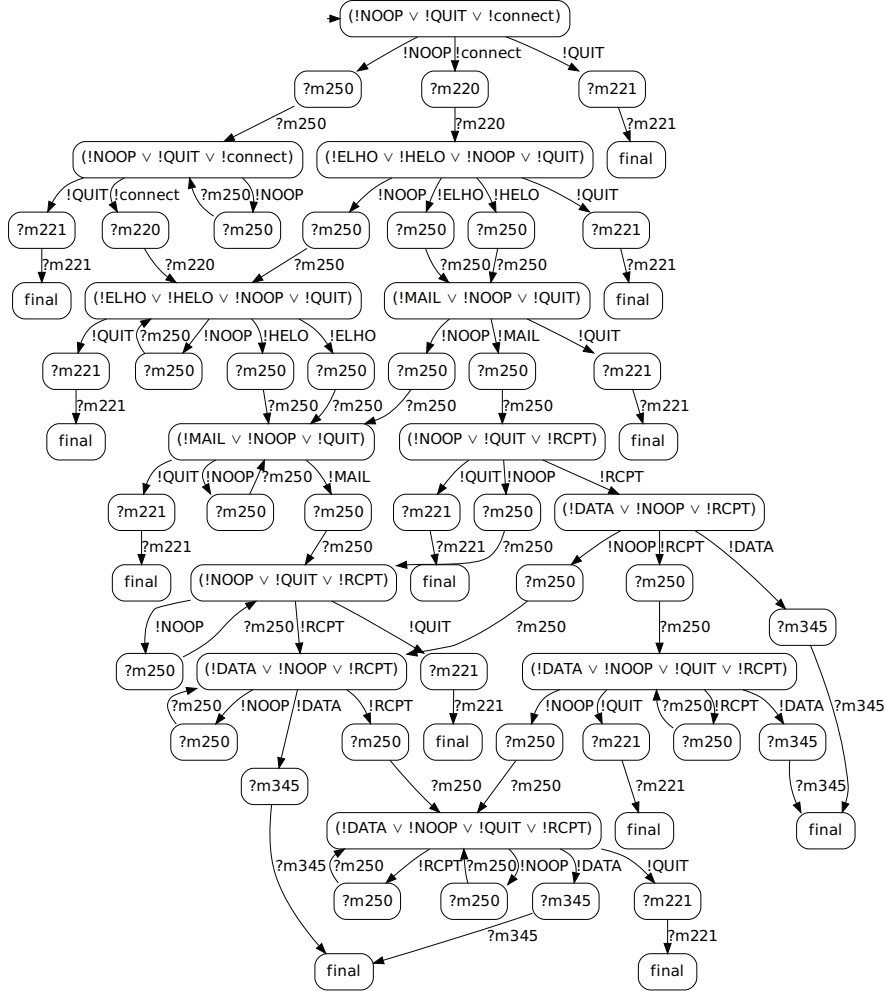 (!NOOP ∨ !QUIT ∨ !connect)
!NOOP !connect !QUIT
?m250 ?m220 ?m221
?m250 ?m220 ?m221
(!NOOP ∨ !QUIT ∨ !connect) (!ELHO ∨ !HELO ∨ !NOOP ∨ !QUIT) final
!QUIT !connect ?m250 !NOOP !NOOP !ELHO !HELO !QUIT
?m221 ?m220 ?m250 ?m250 ?m250 ?m250 ?m221
?m221 ?m220 ?m250 ?m250 ?m250 ?m221
final (!ELHO ∨ !HELO ∨ !NOOP ∨ !QUIT) (!MAIL ∨ !NOOP ∨ !QUIT) final
!QUIT ?m250 !NOOP !HELO !ELHO !NOOP !MAIL !QUIT
?m221 ?m250 ?m250 ?m250 ?m250 ?m250 ?m221
?m221 ?m250 ?m250 ?m250 ?m250 ?m221
final (!MAIL ∨ !NOOP ∨ !QUIT) (!NOOP ∨ !QUIT ∨ !RCPT) final
!QUIT !NOOP ?m250 !MAIL !QUIT !NOOP !RCPT
?m221 ?m250 ?m250 ?m221 ?m250 (!DATA ∨ !NOOP ∨ !RCPT)
?m221 ?m250 ?m221 ?m250 !NOOP !RCPT !DATA
final (!NOOP ∨ !QUIT ∨ !RCPT) final ?m250 ?m250
!NOOP ?m250 !RCPT !QUIT ?m250 ?m250 ?m345
?m250 (!DATA ∨ !NOOP ∨ !RCPT) ?m221 (!DATA ∨ !NOOP ∨ !QUIT ∨ !RCPT)
?m250 !NOOP !DATA !RCPT ?m221 !NOOP !QUIT ?m250 !RCPT !DATA ?m345
?m250 ?m250 final ?m250 ?m221 ?m250 ?m345
?m345 ?m250 ?m250 ?m221 ?m345
(!DATA ∨ !NOOP ∨ !QUIT ∨ !RCPT) final final
?m345 ?m250 !RCPT ?m250 !NOOP !DATA !QUIT
?m250 ?m250 ?m345 ?m221
?m345 ?m221
final final